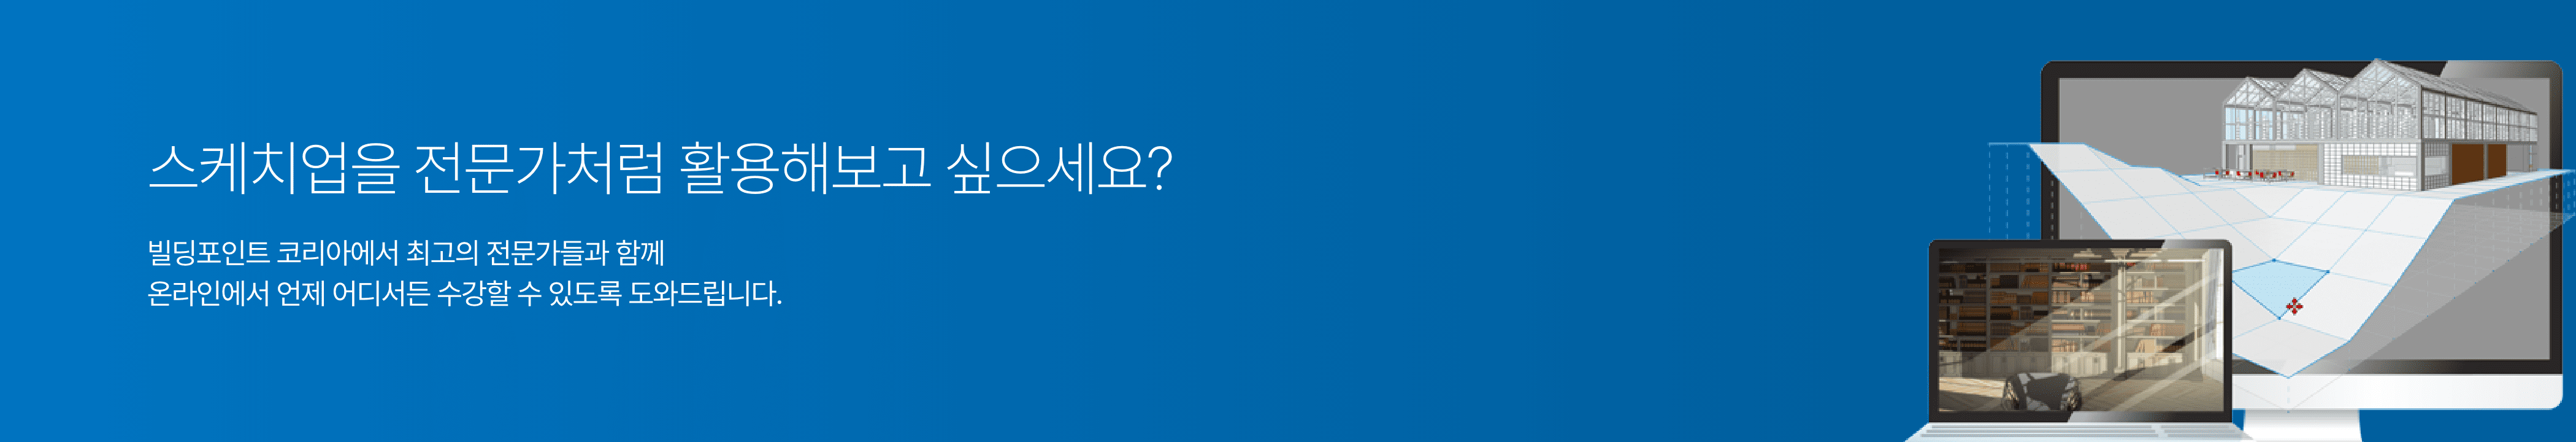 스케치업을 전문가처럼 활용해보고 싶으세요?
빌딩포인트 코리아에서 최고의 전문가들과 함께
온라인에서 언제 어디서든 수강할 수 있도록 도와드립니다.